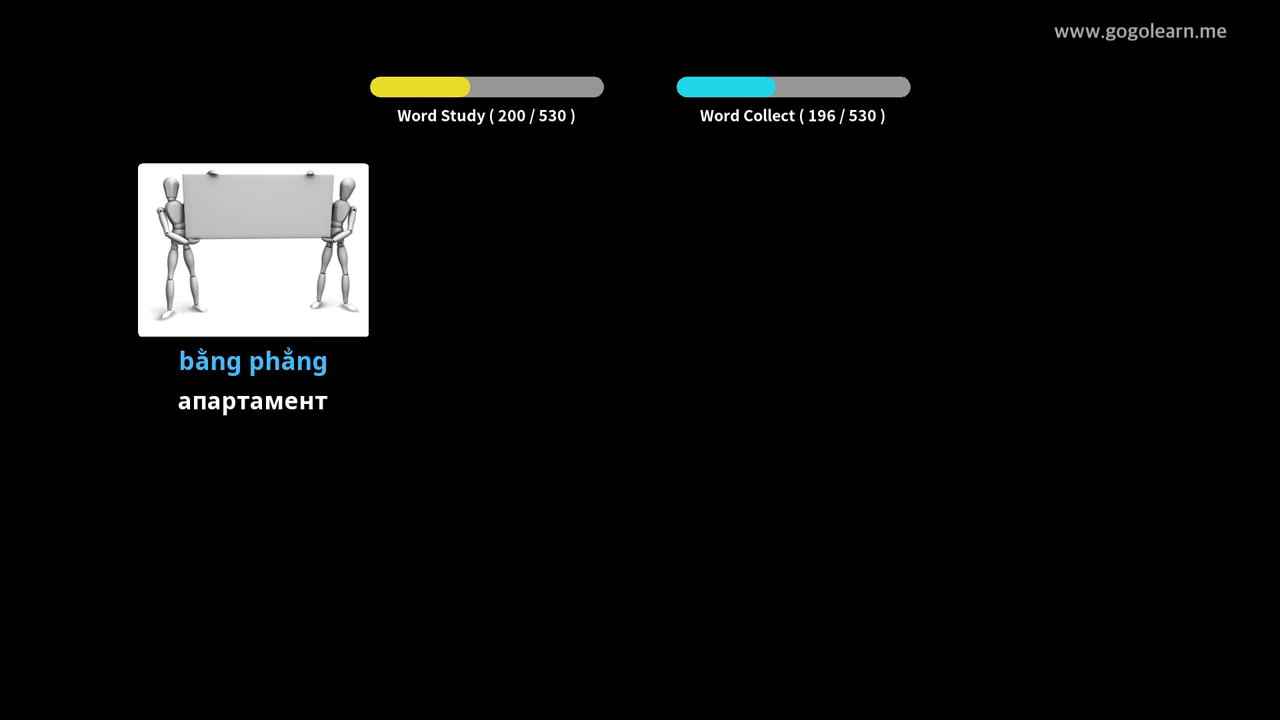 www.gogolearn.me
Word Study ( 200 / 530 )
Word Collect ( 196 / 530 )
bằng phẳng
апартамент